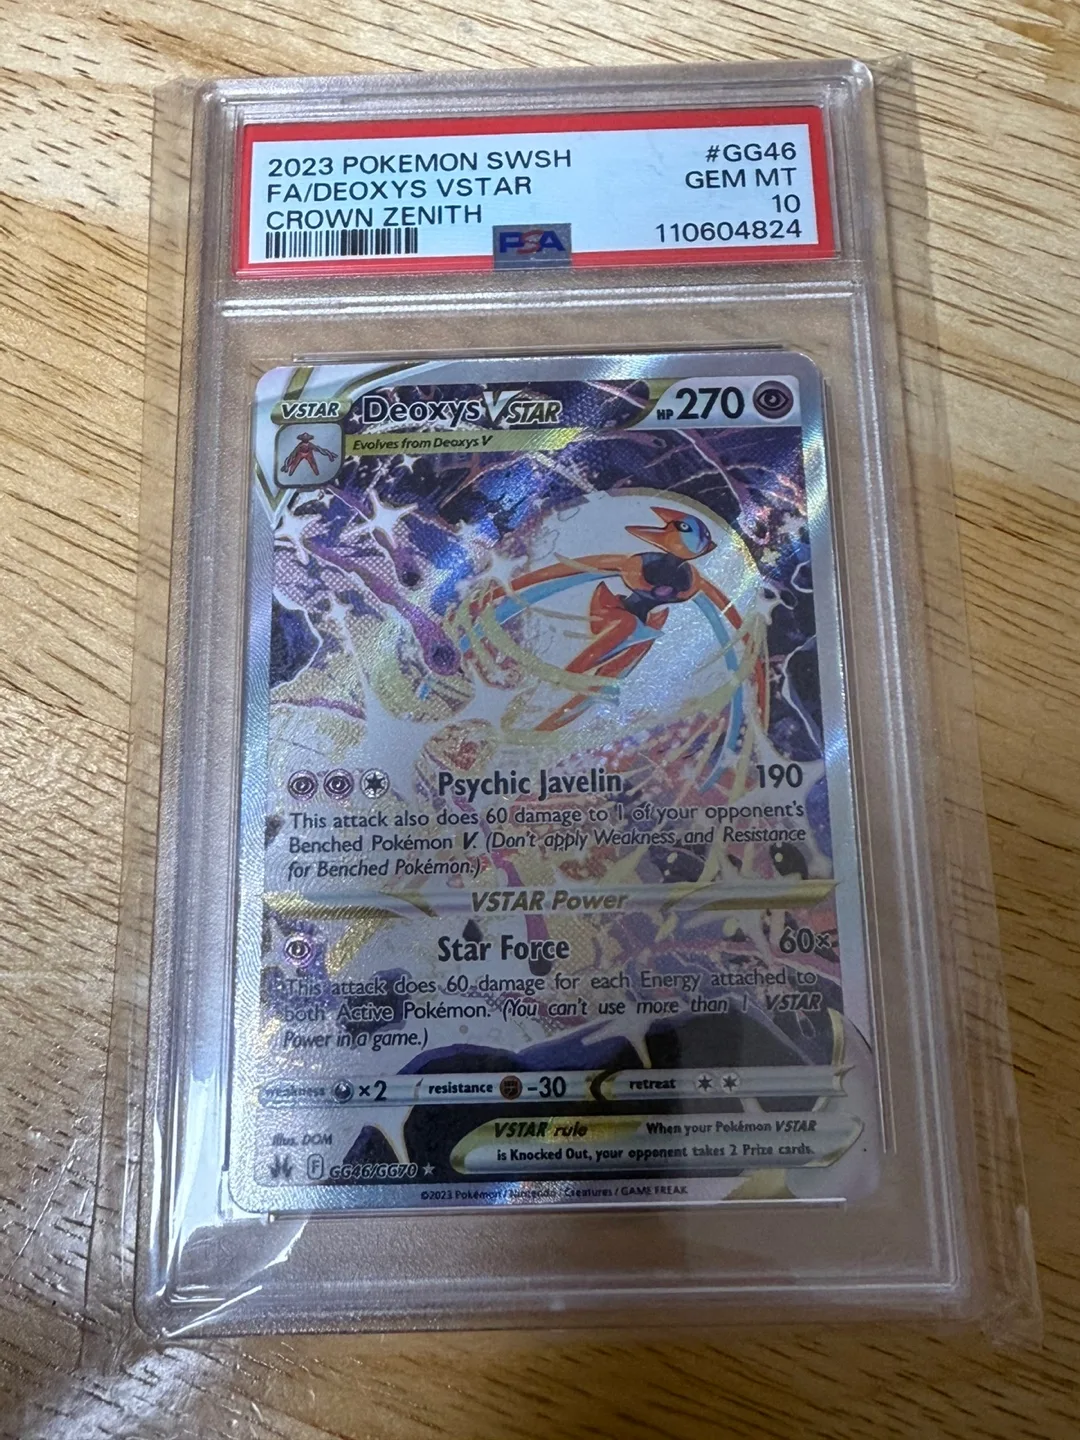 2023 POKEMON SWSH #GG46
FA/DEOXYS VSTAR GEM MT
CROWN ZENITH 10
PSA 110604824
VSTAR Deoxys VSTAR HP 270
Evolves from Deoxys V
Psychic Javelin 190
This attack also does 60 damage to 1 of your opponent's
Benched Pokémon V. (Don't apply Weakness and Resistance
for Benched Pokémon.)
VSTAR Power
Star Force 60×
This attack does 60 damage for each Energy attached to
both Active Pokémon. (You can't use more than 1 VSTAR
Power in a game.)
weakness ×2 resistance -30 retreat
VSTAR rule When your Pokémon VSTAR
is Knocked Out, your opponent takes 2 Prize cards.
Illus. DOM
F GG46/GG70 ★
©2023 Pokémon / Nintendo / Creatures / GAME FREAK